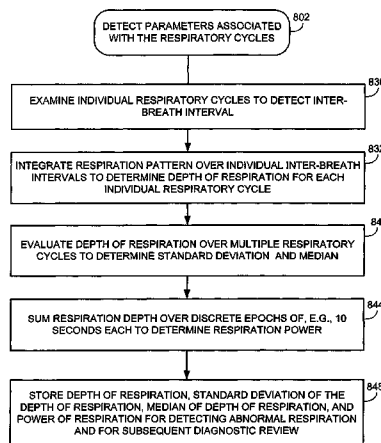 DETECT PARAMETERS ASSOCIATED
WITH THE RESPIRATORY CYCLES
802
830
EXAMINE INDIVIDUAL RESPIRATORY CYCLES TO DETECT INTER-
BREATH INTERVAL
832
INTEGRATE RESPIRATION PATTERN OVER INDIVIDUAL INTER-BREATH
INTERVALS TO DETERMINE DEPTH OF RESPIRATION FOR EACH
INDIVIDUAL RESPIRATORY CYCLE
EVALUATE DEPTH OF RESPIRATION OVER MULTIPLE RESPIRATORY
CYCLES TO DETERMINE STANDARD DEVIATION AND MEDIAN
844
SUM RESPIRATION DEPTH OVER DISCRETE EPOCHS OF, E.G., 10
SECONDS EACH TO DETERMINE RESPIRATION POWER
848
STORE DEPTH OF RESPIRATION, STANDARD DEVIATION OF THE
DEPTH OF RESPIRATION, MEDIAN OF DEPTH OF RESPIRATION, AND
POWER OF RESPIRATION FOR DETECTING ABNORMAL RESPIRATION
AND FOR SUBSEQUENT DIAGNOSTIC REVIEW